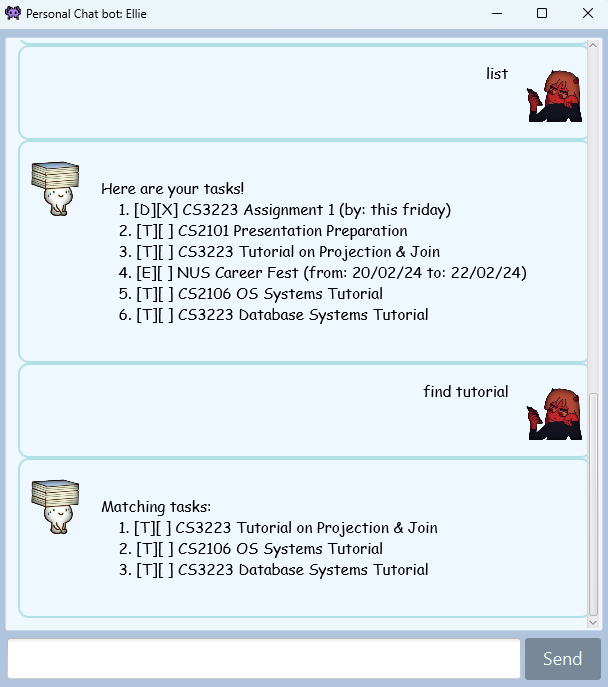 Personal Chat bot: Ellie
list
Here are your tasks!
1. [D][X] CS3223 Assignment 1 (by: this friday)
2. [T][ ] CS2101 Presentation Preparation
3. [T][ ] CS3223 Tutorial on Projection & Join
4. [E][ ] NUS Career Fest (from: 20/02/24 to: 22/02/24)
5. [T][ ] CS2106 OS Systems Tutorial
6. [T][ ] CS3223 Database Systems Tutorial
find tutorial
Matching tasks:
1. [T][ ] CS3223 Tutorial on Projection & Join
2. [T][ ] CS2106 OS Systems Tutorial
3. [T][ ] CS3223 Database Systems Tutorial
Send